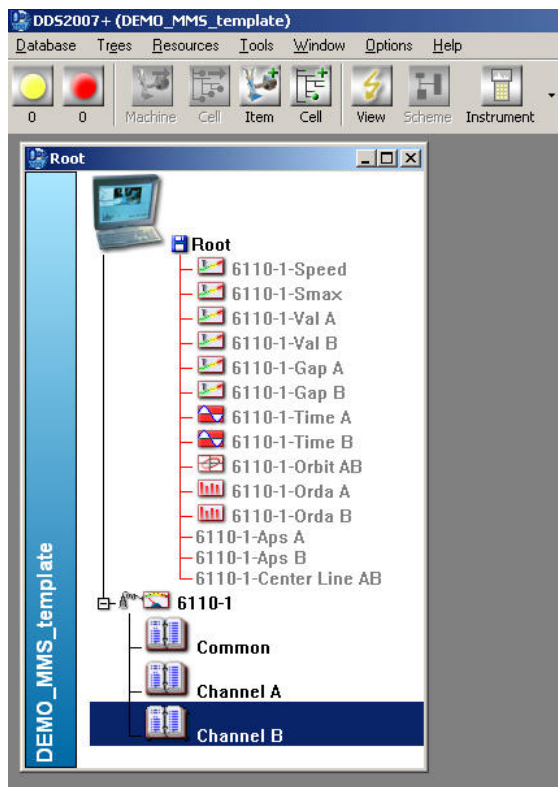 DDS2007+ (DEMO_MMS_template)
Database Trees Resources Tools Window Options Help
0 0 Machine Cell Item Cell View Scheme Instrument
Root
Root
6110-1-Speed
6110-1-Smax
6110-1-Val A
6110-1-Val B
6110-1-Gap A
6110-1-Gap B
6110-1-Time A
6110-1-Time B
6110-1-Orbit AB
6110-1-Orda A
6110-1-Orda B
6110-1-Aps A
6110-1-Aps B
6110-1-Center Line AB
6110-1
Common
Channel A
Channel B
DEMO_MMS_template